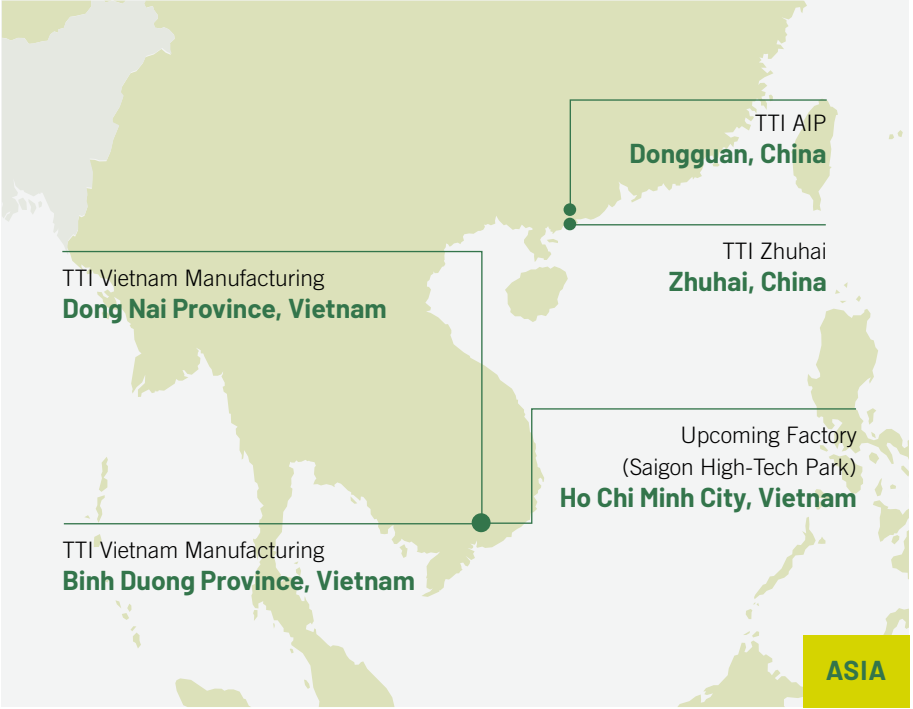 TTI AIP
Dongguan, China
TTI Zhuhai
Zhuhai, China
TTI Vietnam Manufacturing
Dong Nai Province, Vietnam
Upcoming Factory
(Saigon High-Tech Park)
Ho Chi Minh City, Vietnam
TTI Vietnam Manufacturing
Binh Duong Province, Vietnam
ASIA